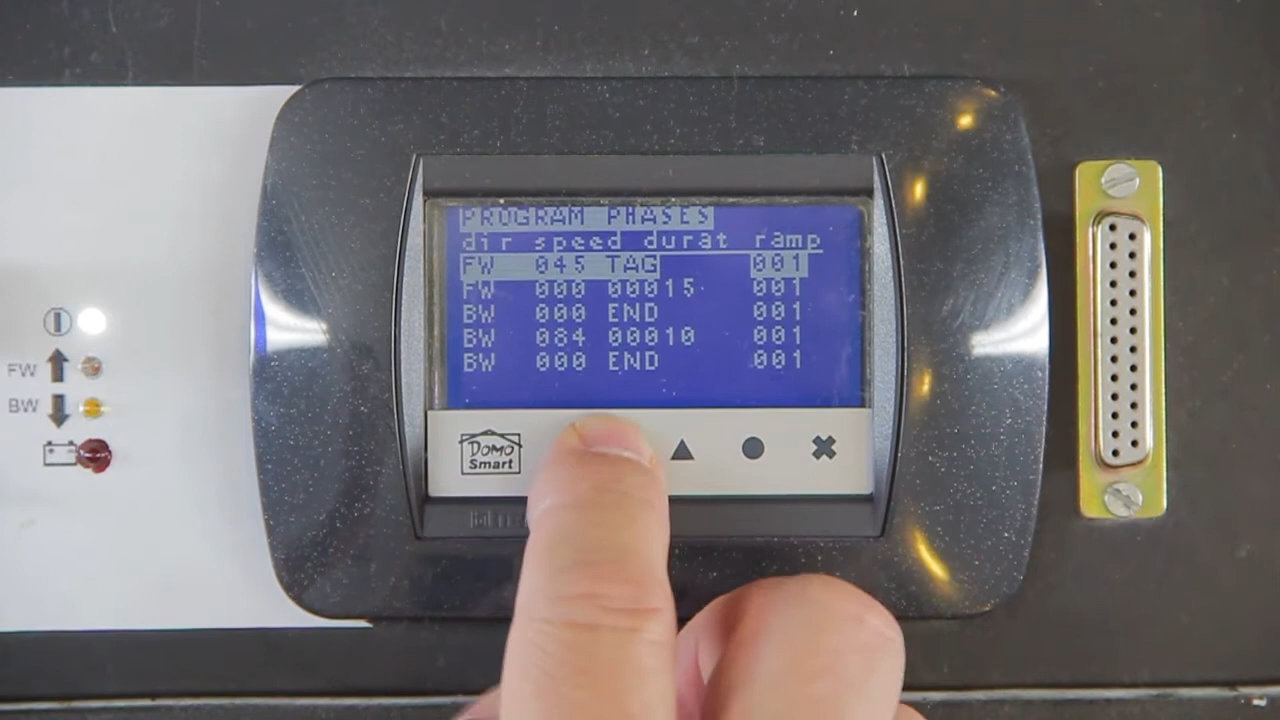 PROGRAM PHASES
dir speed durat ramp
FW 045 TAG 001
FW 000 00015 001
BW 000 END 001
BW 084 00010 001
BW 000 END 001
FW
BW
DOMO
Smart